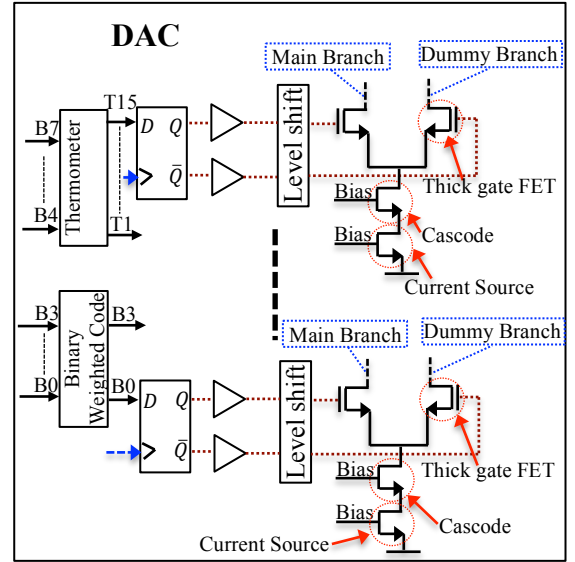 DAC
Main Branch
Dummy Branch
B7
B4
Thermometer
T15
T1
D
Q
Q̄
Level shift
Thick gate FET
Bias
Cascode
Bias
Current Source
B3
B0
Binary
Weighted Code
B3
B0
D
Q
Q̄
Level shift
Main Branch
Dummy Branch
Thick gate FET
Bias
Cascode
Bias
Current Source